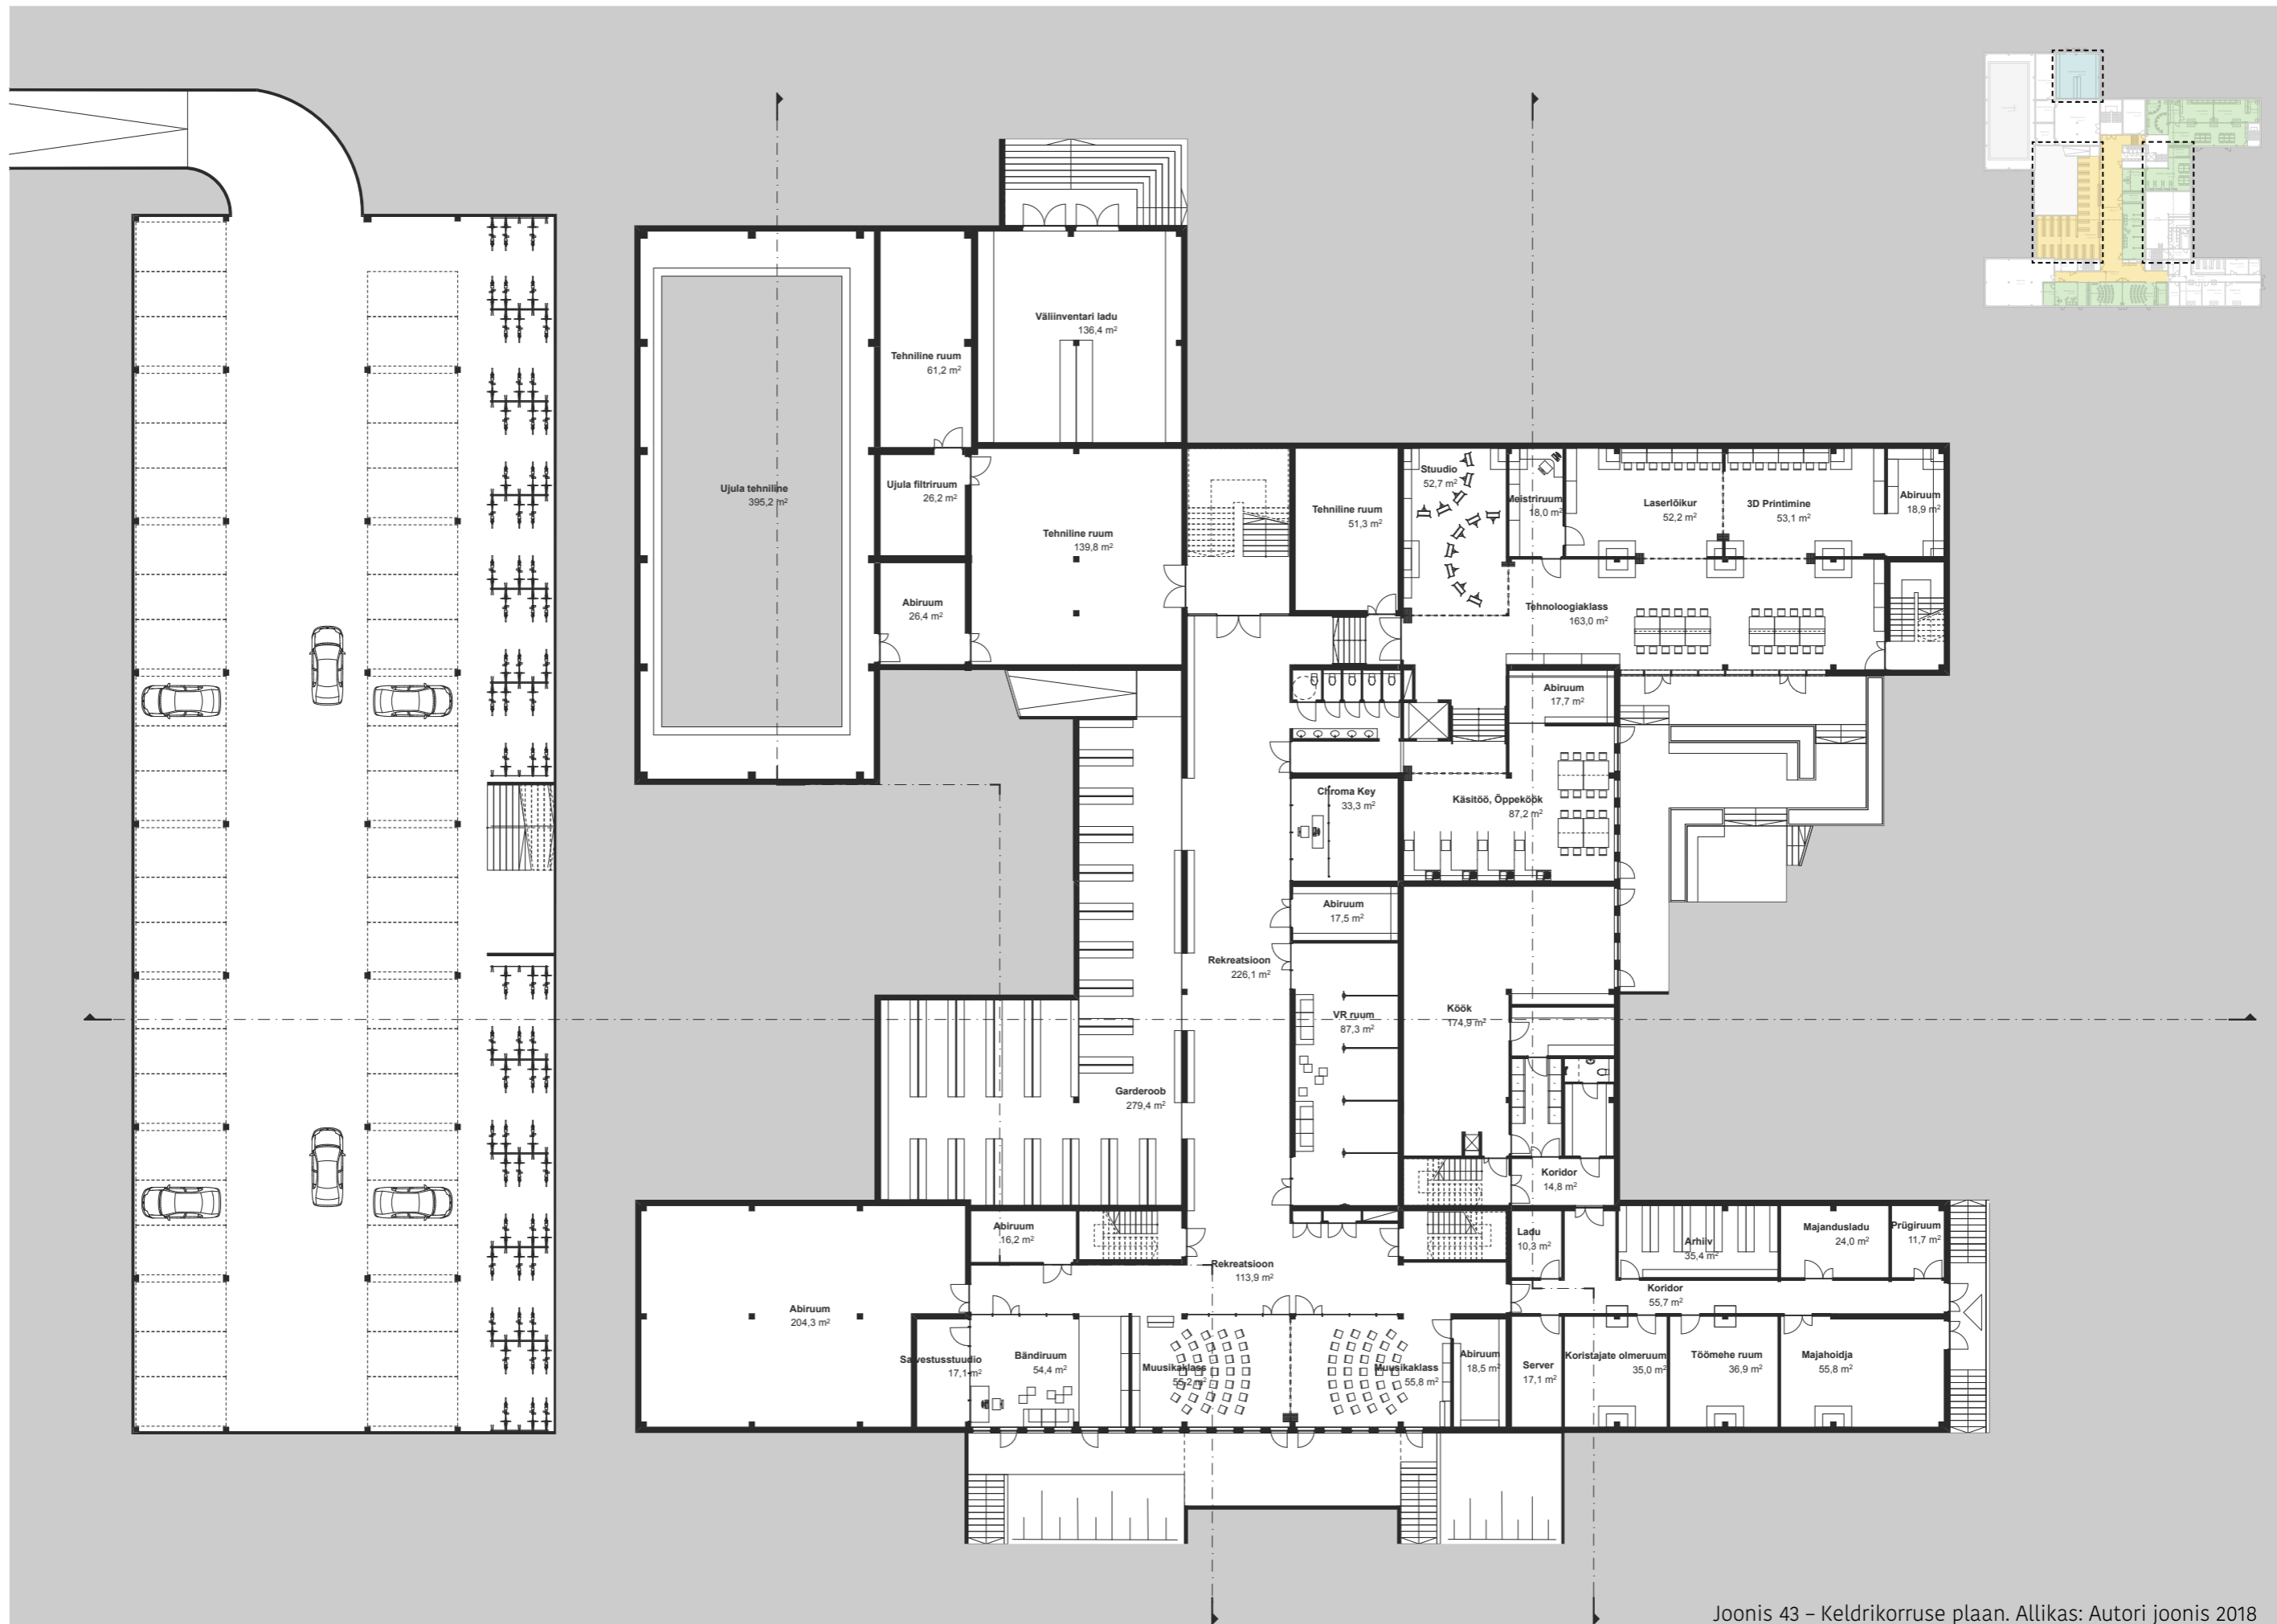 Väliinventari ladu
136,4 m²
Tehniline ruum
61,2 m²
Ujula tehniline
395,2 m²
Ujula filtriruum
26,2 m²
Tehniline ruum
139,8 m²
Abiruum
26,4 m²
Tehniline ruum
51,3 m²
Stuudio
52,7 m²
Meistriruum
18,0 m²
Laserlõikur
52,2 m²
3D Printimine
53,1 m²
Abiruum
18,9 m²
Tehnoloogiaklass
163,0 m²
Abiruum
17,7 m²
Chroma Key
33,3 m²
Käsitöö, Õppeköök
87,2 m²
Abiruum
17,5 m²
Rekreatsioon
226,1 m²
VR ruum
87,3 m²
Köök
174,9 m²
Garderoob
279,4 m²
Koridor
14,8 m²
Abiruum
16,2 m²
Rekreatsioon
113,9 m²
Ladu
10,3 m²
Arhiiv
35,4 m²
Majandusladu
24,0 m²
Prügiruum
11,7 m²
Koridor
55,7 m²
Abiruum
204,3 m²
Salvestusstuudio
17,1 m²
Bändiruum
54,4 m²
Muusikaklass
55,2 m²
Muusikaklass
55,8 m²
Abiruum
18,5 m²
Server
17,1 m²
Koristajate olmeruum
35,0 m²
Töömehe ruum
36,9 m²
Majahoidja
55,8 m²
Joonis 43 – Keldrikorruse plaan. Allikas: Autori joonis 2018